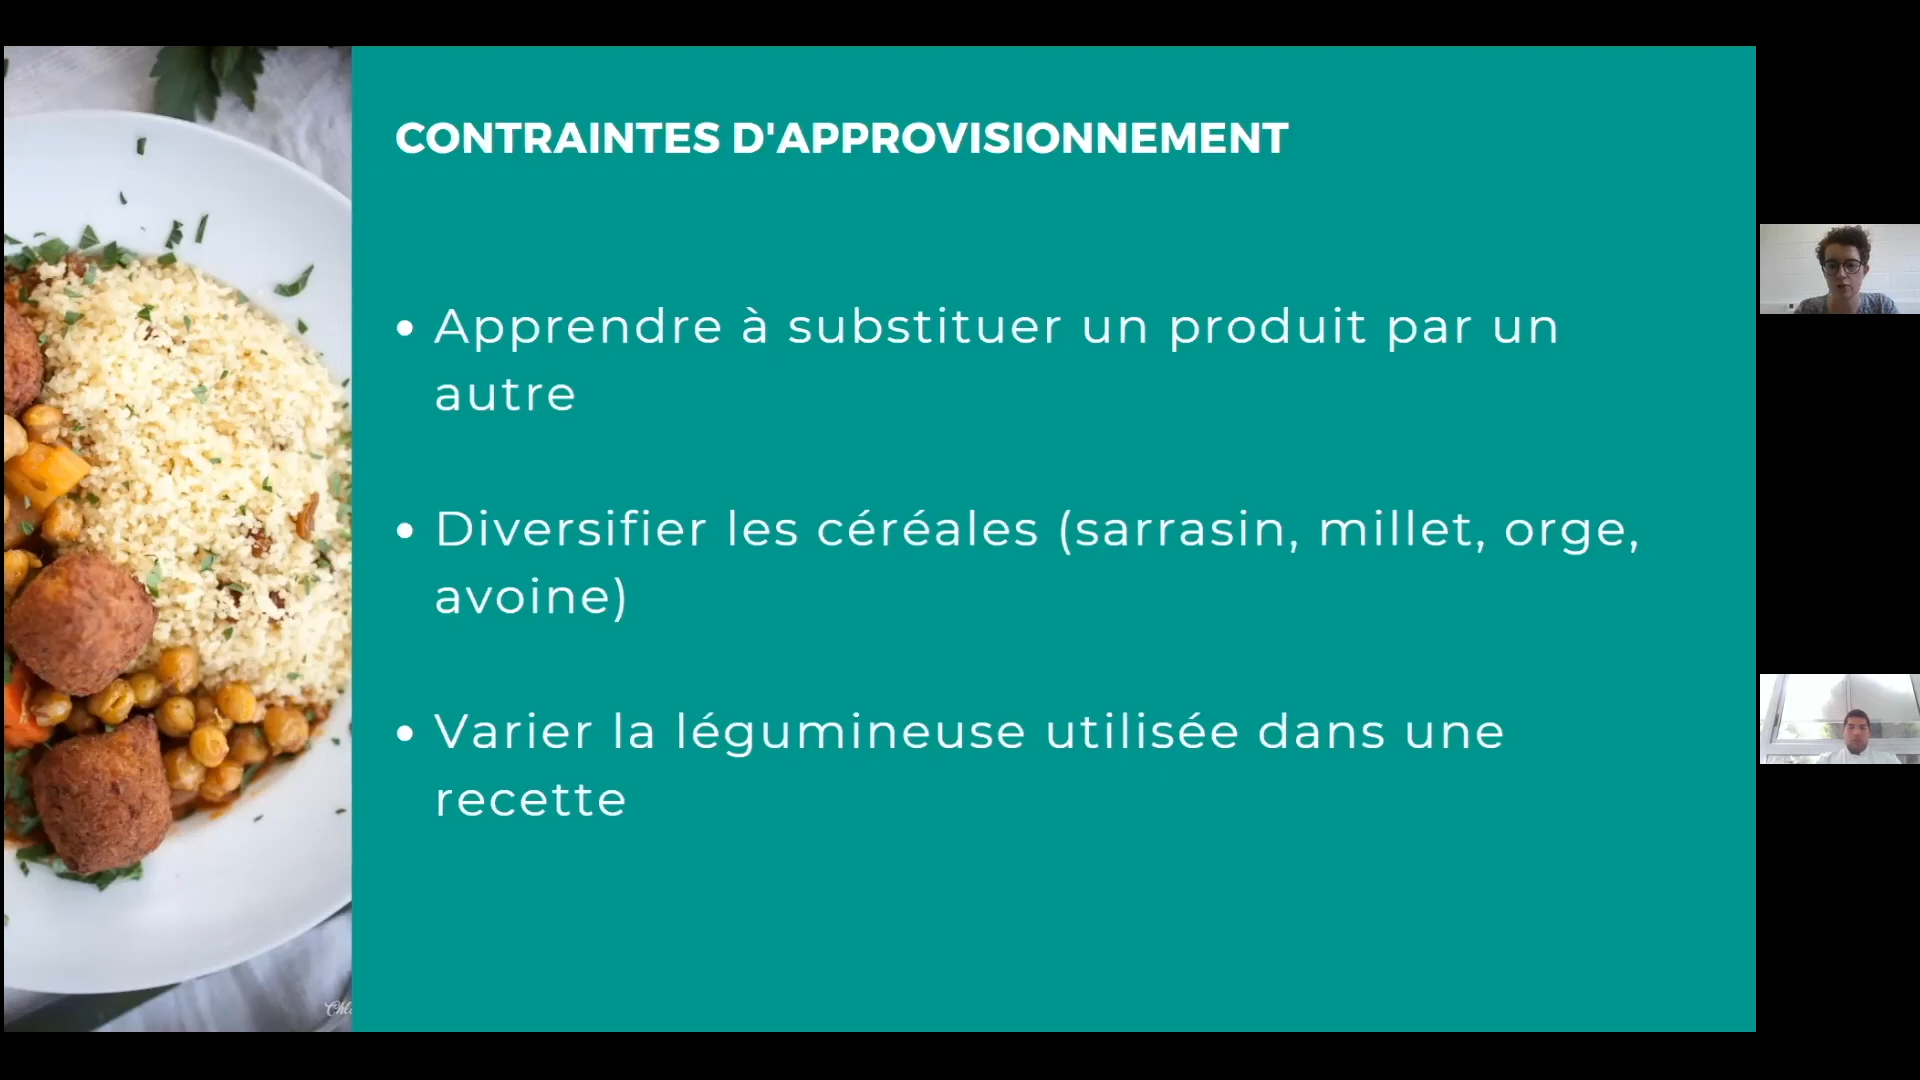 CONTRAINTES D'APPROVISIONNEMENT
• Apprendre à substituer un produit par un
autre
• Diversifier les céréales (sarrasin, millet, orge,
avoine)
• Varier la légumineuse utilisée dans une
recette